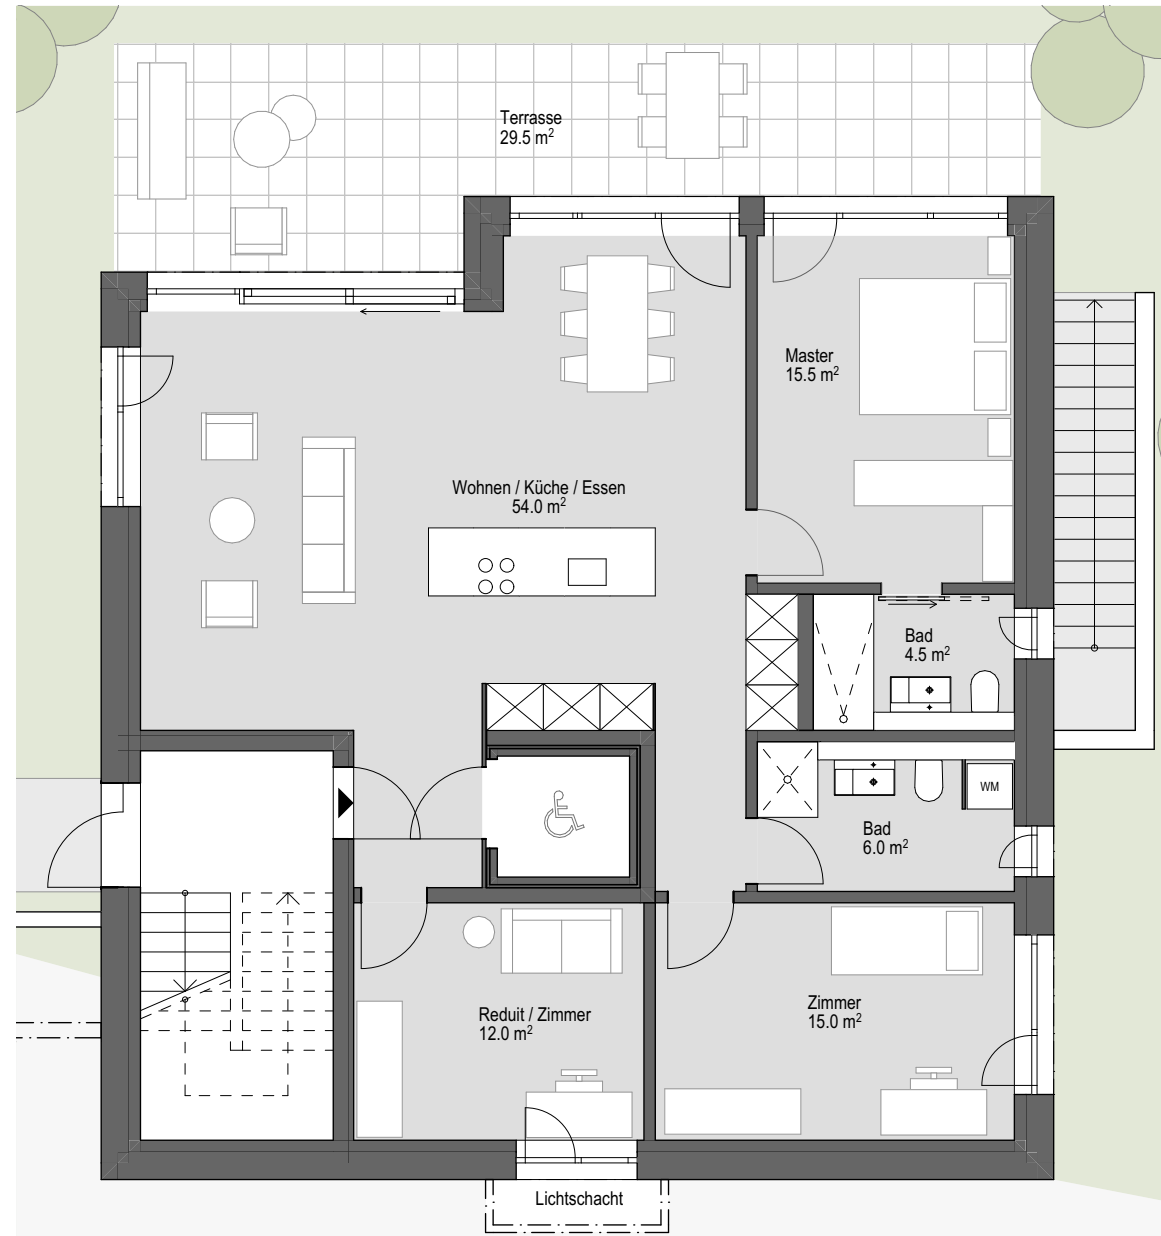 Terrasse
29.5 m²
Master
15.5 m²
Wohnen / Küche / Essen
54.0 m²
Bad
4.5 m²
WM
Bad
6.0 m²
Reduit / Zimmer
12.0 m²
Zimmer
15.0 m²
Lichtschacht